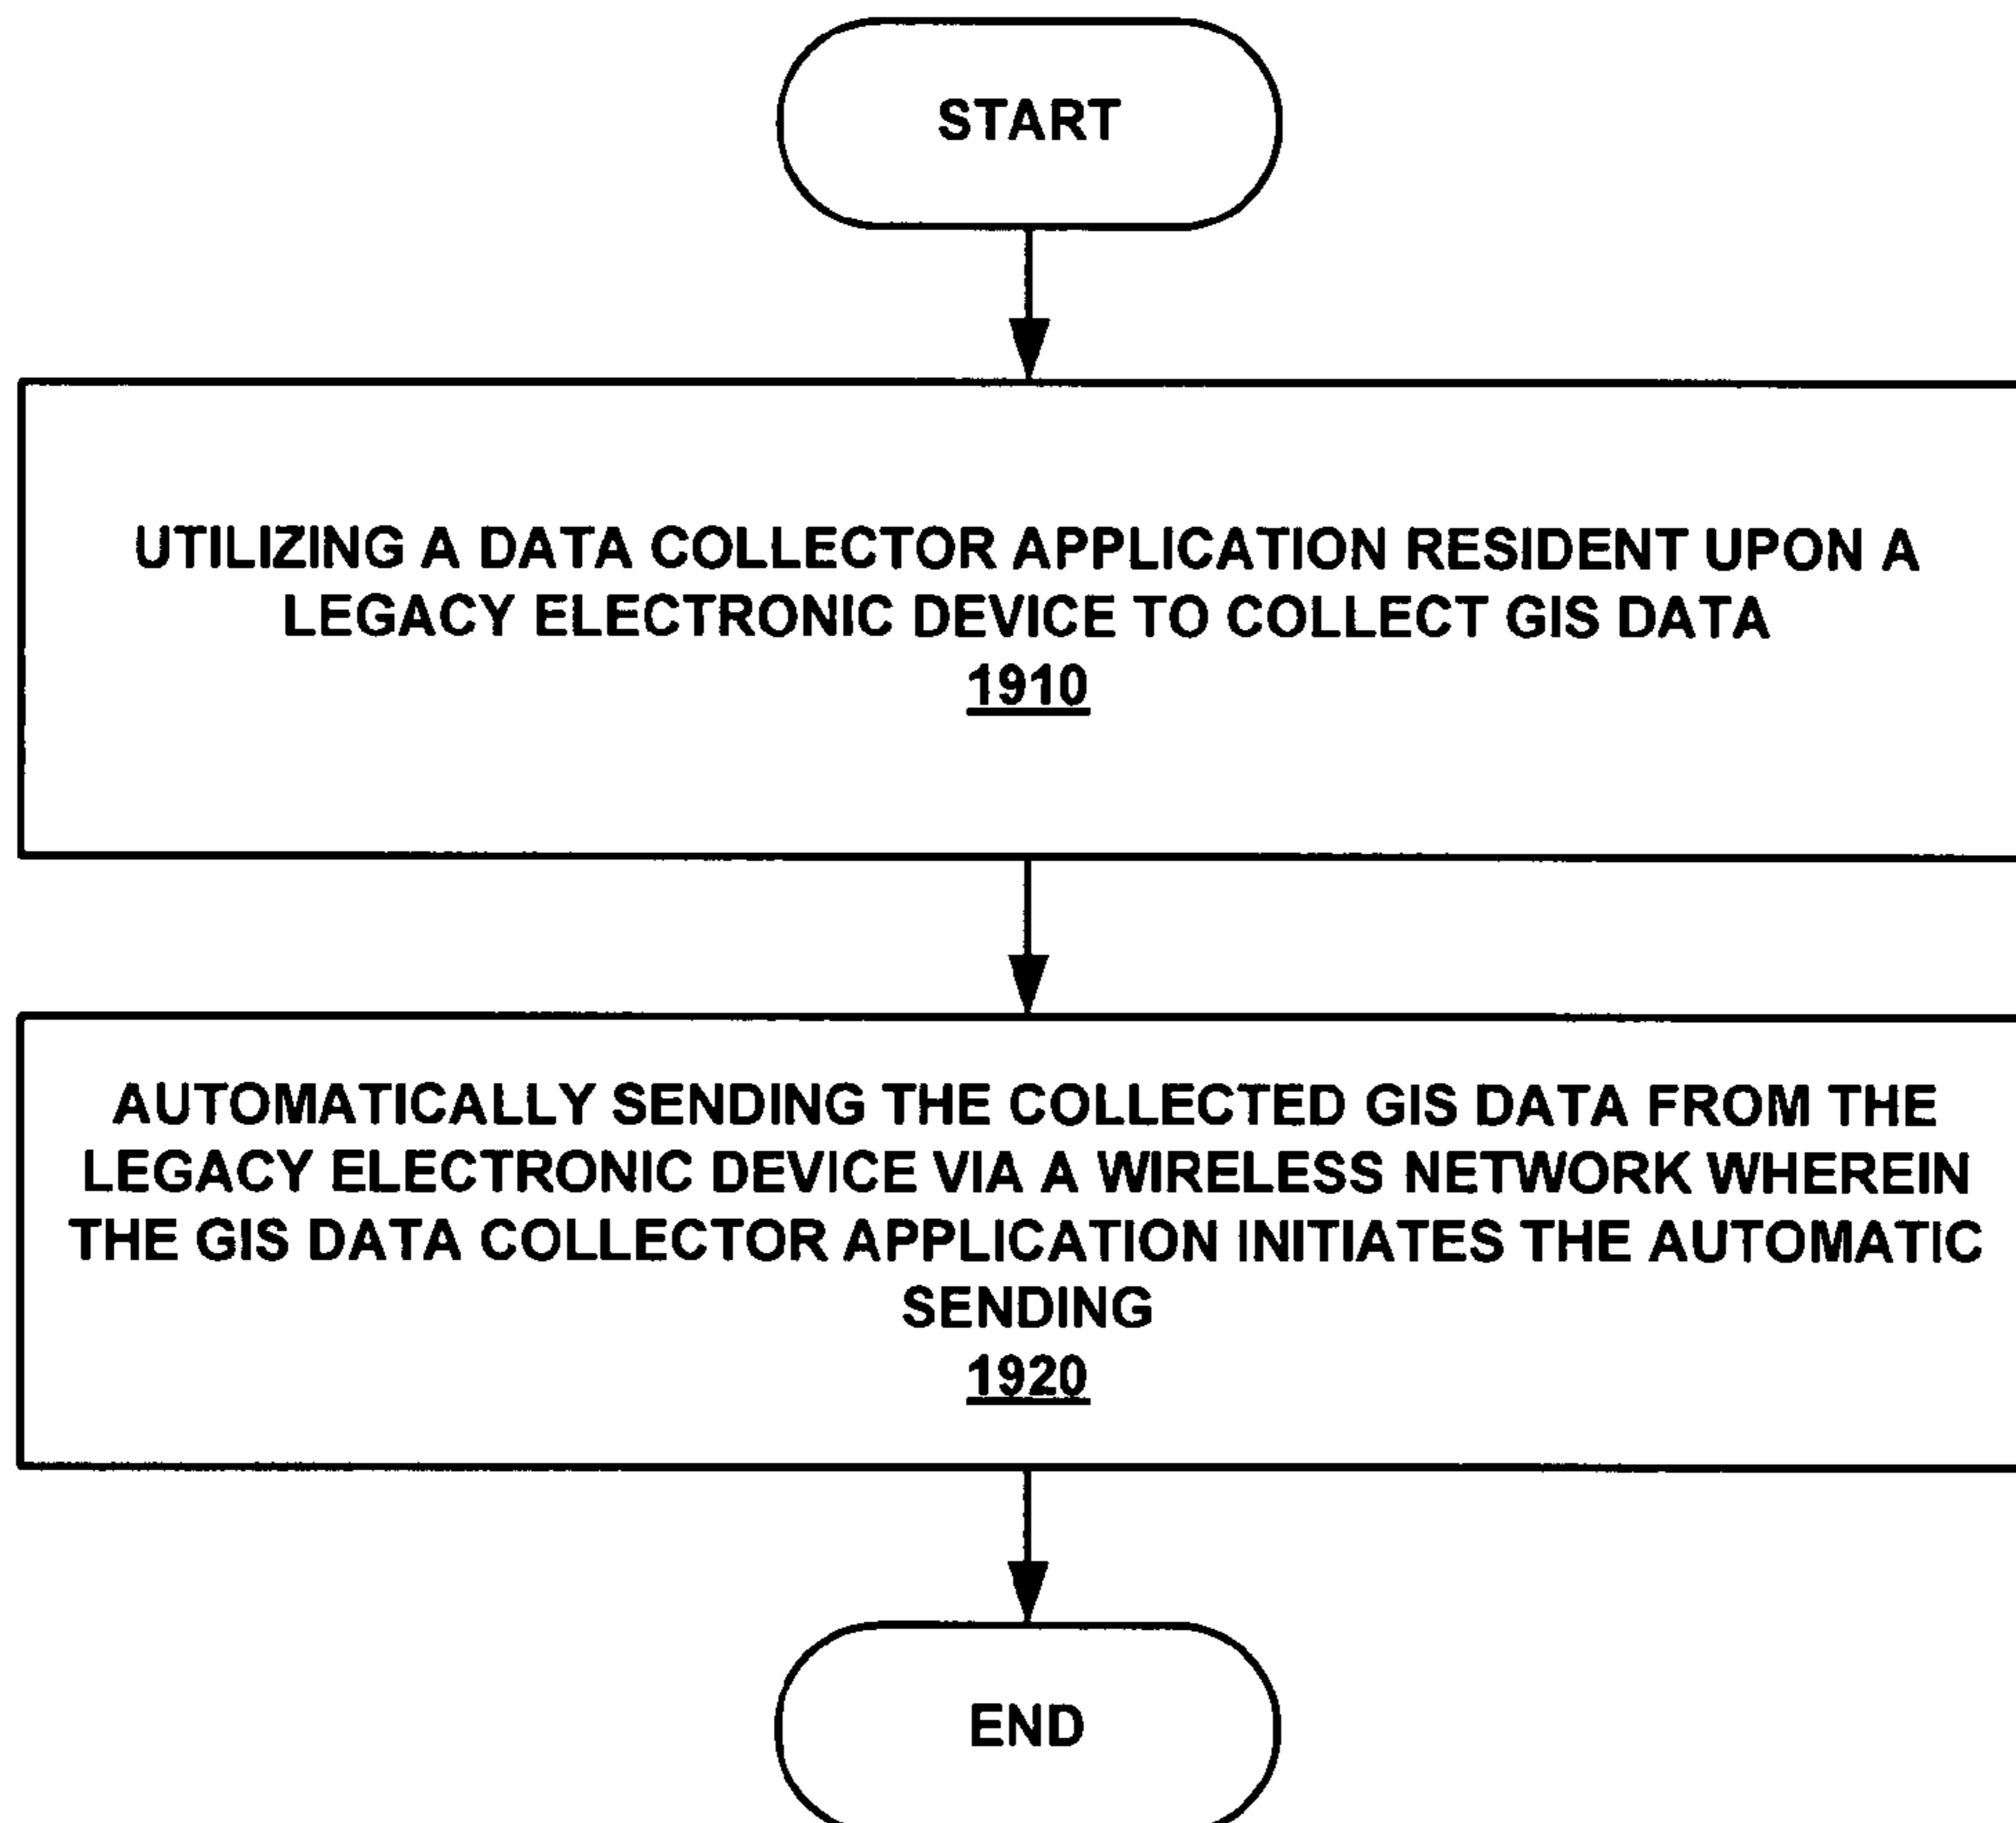 START
UTILIZING A DATA COLLECTOR APPLICATION RESIDENT UPON A
LEGACY ELECTRONIC DEVICE TO COLLECT GIS DATA
1910
AUTOMATICALLY SENDING THE COLLECTED GIS DATA FROM THE
LEGACY ELECTRONIC DEVICE VIA A WIRELESS NETWORK WHEREIN
THE GIS DATA COLLECTOR APPLICATION INITIATES THE AUTOMATIC
SENDING
1920
END